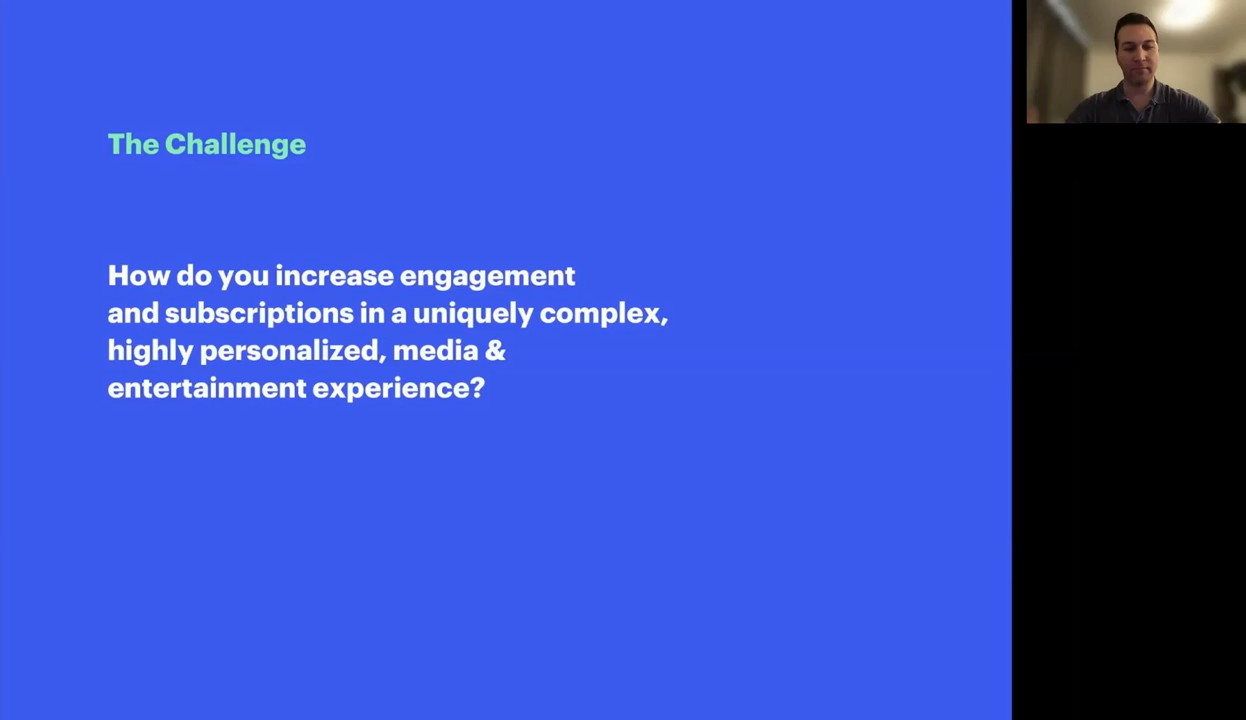 The Challenge
How do you increase engagement
and subscriptions in a uniquely complex,
highly personalized, media &
entertainment experience?